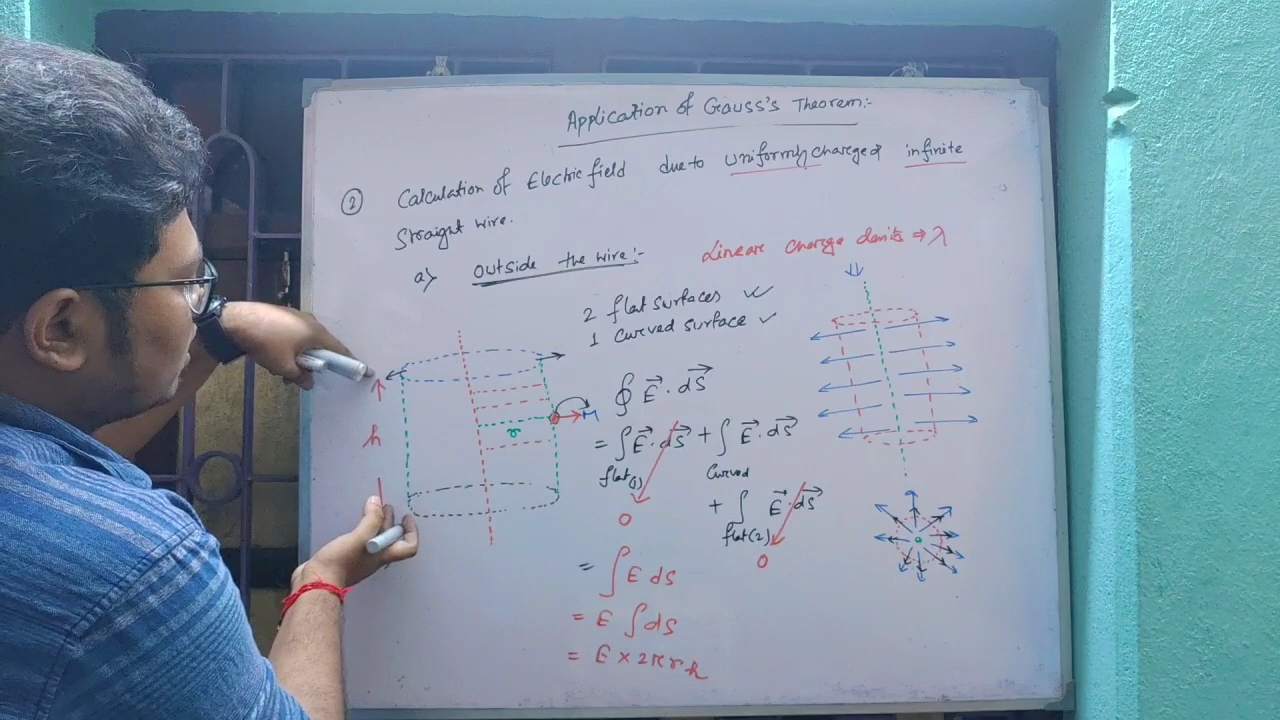 Application of Gauss's Theorem:-
② Calculation of Electric field due to uniformly charged infinite
Straight wire.
a) Outside the wire:-
Linear charge density ⇒ λ
2 flat surfaces ✓
1 curved surface ✓
h
r
∮ E⃗ . dS⃗
= ∫ E⃗ . dS⃗ + ∫ E⃗ . dS⃗
flat(1) Curved
0
+ ∫ E⃗ . dS⃗
flat(2)
0
= ∫ E ds
= E ∫ ds
= E × 2πrh